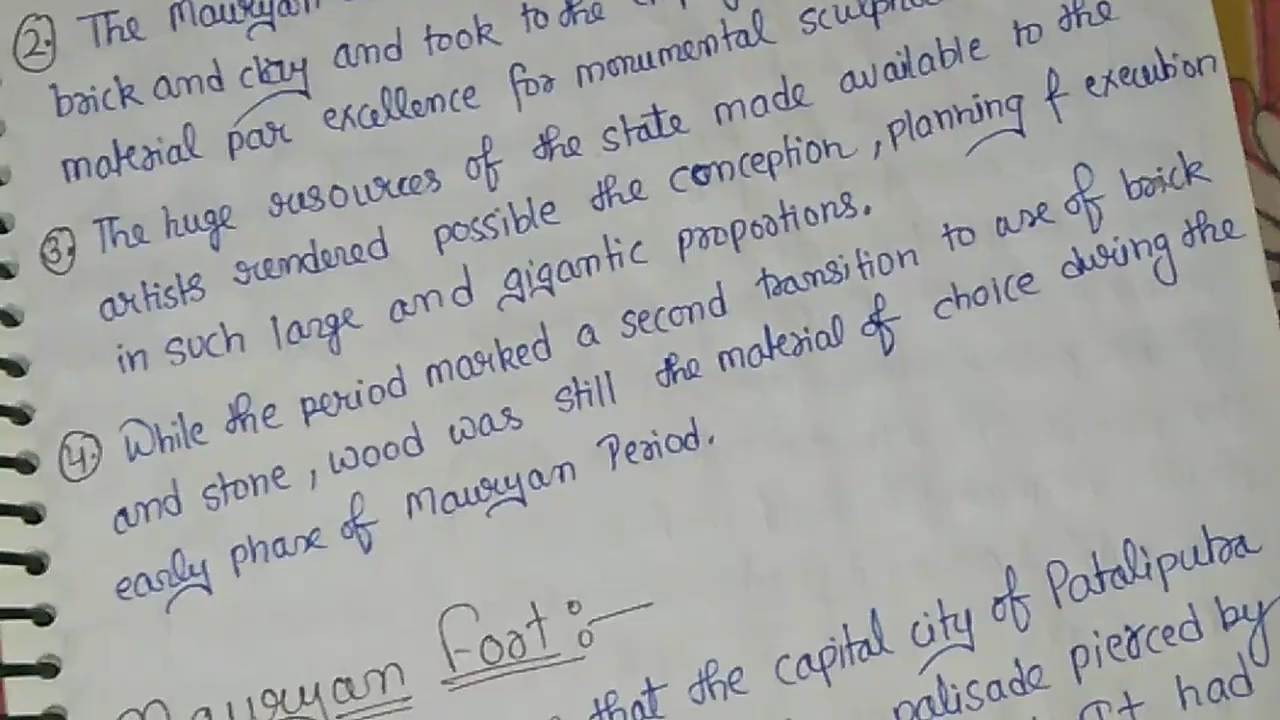 ② The Mauryan
brick and clay and took to the
material par excellence for monumental
③ The huge resources of the state made available to the
artists rendered possible the conception, planning & execution
in such large and gigantic proportions.
④ While the period marked a second transition to use of brick
and stone, wood was still the material of choice during the
early phase of Mauryan Period.
Mauryan Foot :-
that the capital city of Pataliputra
palisade pierced by
It had